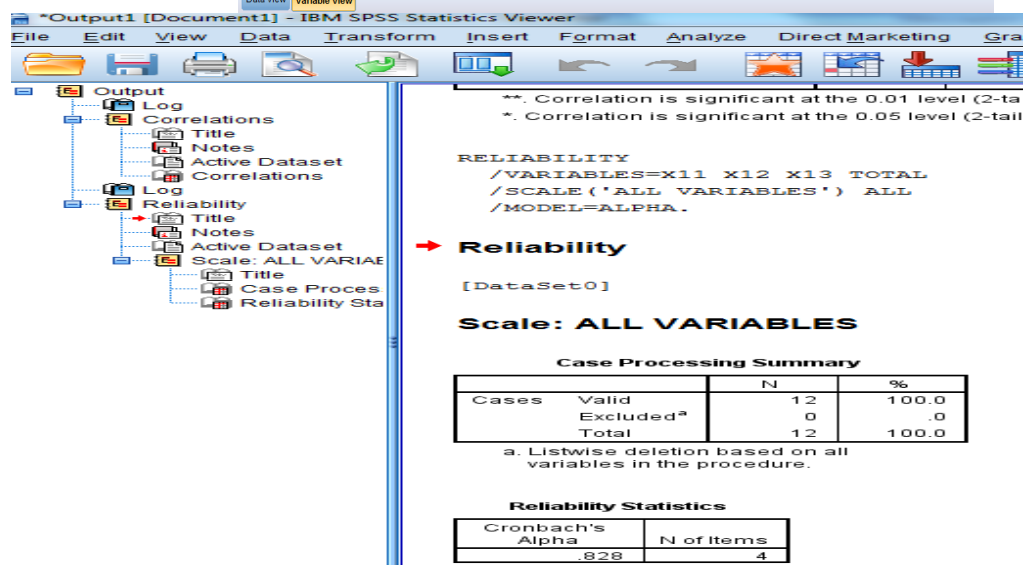 Data View Variable View
*Output1 [Document1] - IBM SPSS Statistics Viewer
File Edit View Data Transform Insert Format Analyze Direct Marketing Gra
Output
Log
Correlations
Title
Notes
Active Dataset
Correlations
Log
Reliability
Title
Notes
Active Dataset
Scale: ALL VARIAE
Title
Case Proces
Reliability Sta
**. Correlation is significant at the 0.01 level (2-ta
*. Correlation is significant at the 0.05 level (2-tail
RELIABILITY
/VARIABLES=X11 X12 X13 TOTAL
/SCALE('ALL VARIABLES') ALL
/MODEL=ALPHA.
Reliability
[DataSet0]
Scale: ALL VARIABLES
Case Processing Summary
N %
Cases Valid 12 100.0
Excludedᵃ 0 .0
Total 12 100.0
a. Listwise deletion based on all
variables in the procedure.
Reliability Statistics
Cronbach's
Alpha N of Items
.828 4